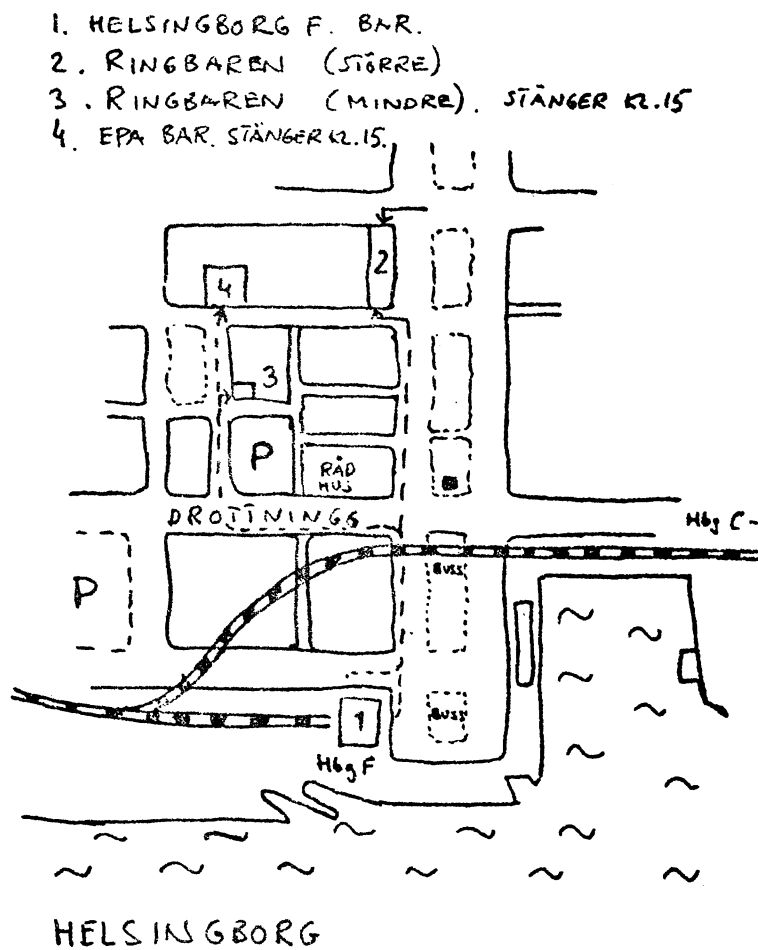 1. HELSINGBORG F. BAR.
2. RINGBAREN (STÖRRE)
3. RINGBAREN (MINDRE). STÄNGER KL.15
4. EPA BAR. STÄNGER KL.15.
2
4
3
P
RÅD
HUS
DROTTNINGS
Hbg C
BUSS
P
1
BUSS
Hbg F
HELSINGBORG